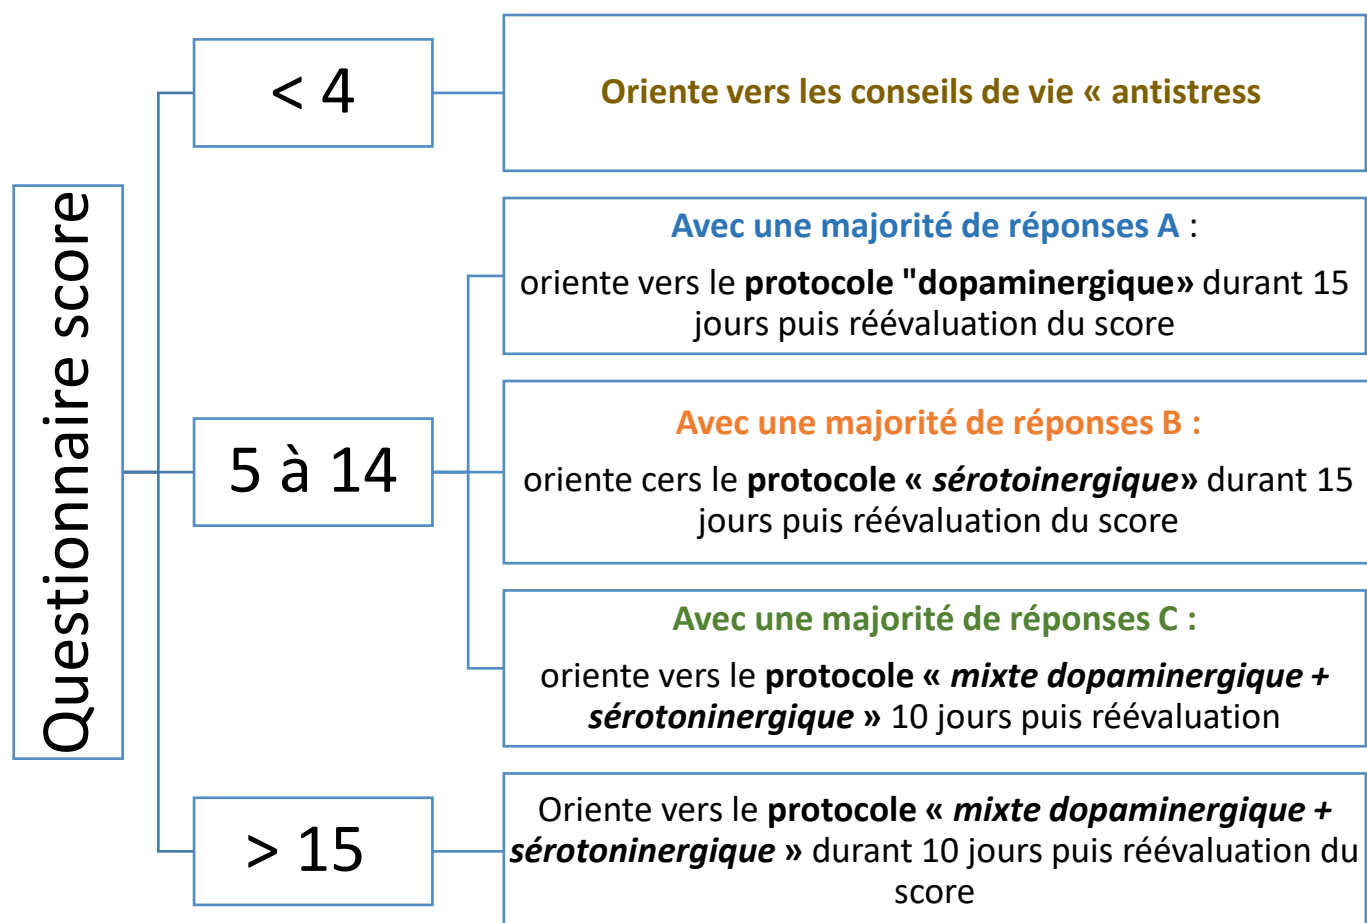 Questionnaire score
< 4
Oriente vers les conseils de vie « antistress
5 à 14
Avec une majorité de réponses A :
oriente vers le protocole "dopaminergique» durant 15
jours puis réévaluation du score
Avec une majorité de réponses B :
oriente cers le protocole « sérotoinergique» durant 15
jours puis réévaluation du score
Avec une majorité de réponses C :
oriente vers le protocole « mixte dopaminergique +
sérotoninergique » 10 jours puis réévaluation
> 15
Oriente vers le protocole « mixte dopaminergique +
sérotoninergique » durant 10 jours puis réévaluation du
score